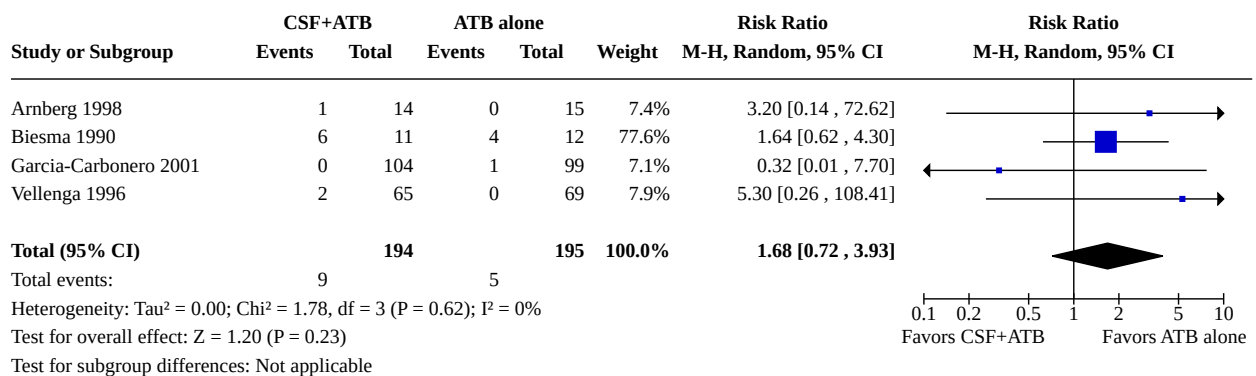 CSF+ATB ATB alone Risk Ratio Risk Ratio
Study or Subgroup Events Total Events Total Weight M-H, Random, 95% CI M-H, Random, 95% CI
Arnberg 1998 1 14 0 15 7.4% 3.20 [0.14 , 72.62]
Biesma 1990 6 11 4 12 77.6% 1.64 [0.62 , 4.30]
Garcia-Carbonero 2001 0 104 1 99 7.1% 0.32 [0.01 , 7.70]
Vellenga 1996 2 65 0 69 7.9% 5.30 [0.26 , 108.41]
Total (95% CI) 194 195 100.0% 1.68 [0.72 , 3.93]
Total events: 9 5
Heterogeneity: Tau² = 0.00; Chi² = 1.78, df = 3 (P = 0.62); I² = 0%
0.1 0.2 0.5 1 2 5 10
Test for overall effect: Z = 1.20 (P = 0.23)
Favors CSF+ATB Favors ATB alone
Test for subgroup differences: Not applicable